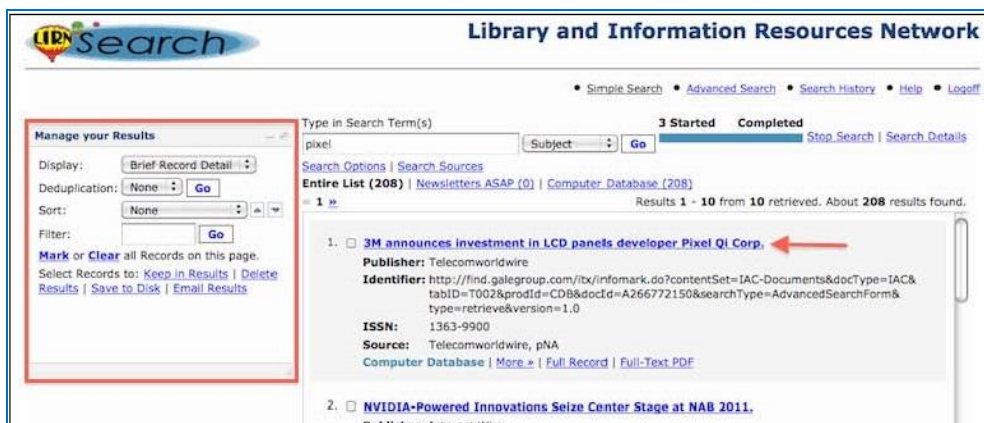 LIRN Search
Library and Information Resources Network
• Simple Search • Advanced Search • Search History • Help • Logoff
Manage your Results
Display: Brief Record Detail
Deduplication: None Go
Sort: None
Filter: Go
Mark or Clear all Records on this page.
Select Records to: Keep in Results | Delete
Results | Save to Disk | Email Results
Type in Search Term(s)
3 Started Completed
pixel Subject Go
Stop Search | Search Details
Search Options | Search Sources
Entire List (208) | Newsletters ASAP (0) | Computer Database (208)
« 1 »
Results 1 - 10 from 10 retrieved. About 208 results found.
1. 3M announces investment in LCD panels developer Pixel Qi Corp.
Publisher: Telecomworldwire
Identifier: http://find.galegroup.com/itx/infomark.do?contentSet=IAC-Documents&docType=IAC&
tabID=T002&prodId=CDB&docId=A266772150&searchType=AdvancedSearchForm&
type=retrieve&version=1.0
ISSN: 1363-9900
Source: Telecomworldwire, pNA
Computer Database | More » | Full Record | Full-Text PDF
2. NVIDIA-Powered Innovations Seize Center Stage at NAB 2011.